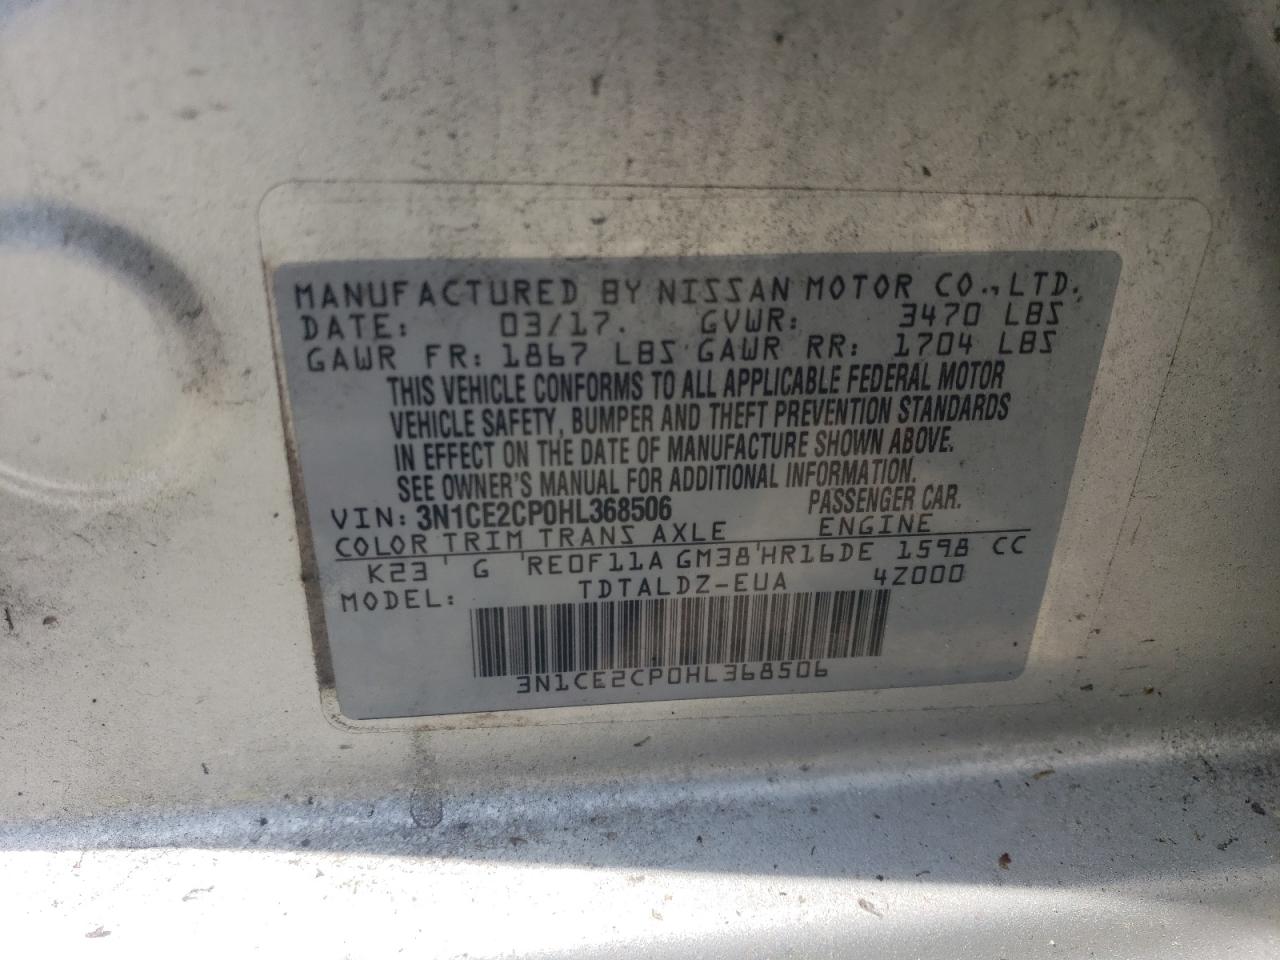 MANUFACTURED BY NISSAN MOTOR CO., LTD.
DATE: 03/17. GVWR: 3470 LBS
GAWR FR: 1867 LBS GAWR RR: 1704 LBS
THIS VEHICLE CONFORMS TO ALL APPLICABLE FEDERAL MOTOR
VEHICLE SAFETY, BUMPER AND THEFT PREVENTION STANDARDS
IN EFFECT ON THE DATE OF MANUFACTURE SHOWN ABOVE.
SEE OWNER'S MANUAL FOR ADDITIONAL INFORMATION.
VIN: 3N1CE2CP0HL368506 PASSENGER CAR.
COLOR TRIM TRANS AXLE ENGINE
K23 G RE0F11A GM38 HR16DE 1598 CC
MODEL: TDTALDZ-EUA 4Z000
3N1CE2CP0HL368506